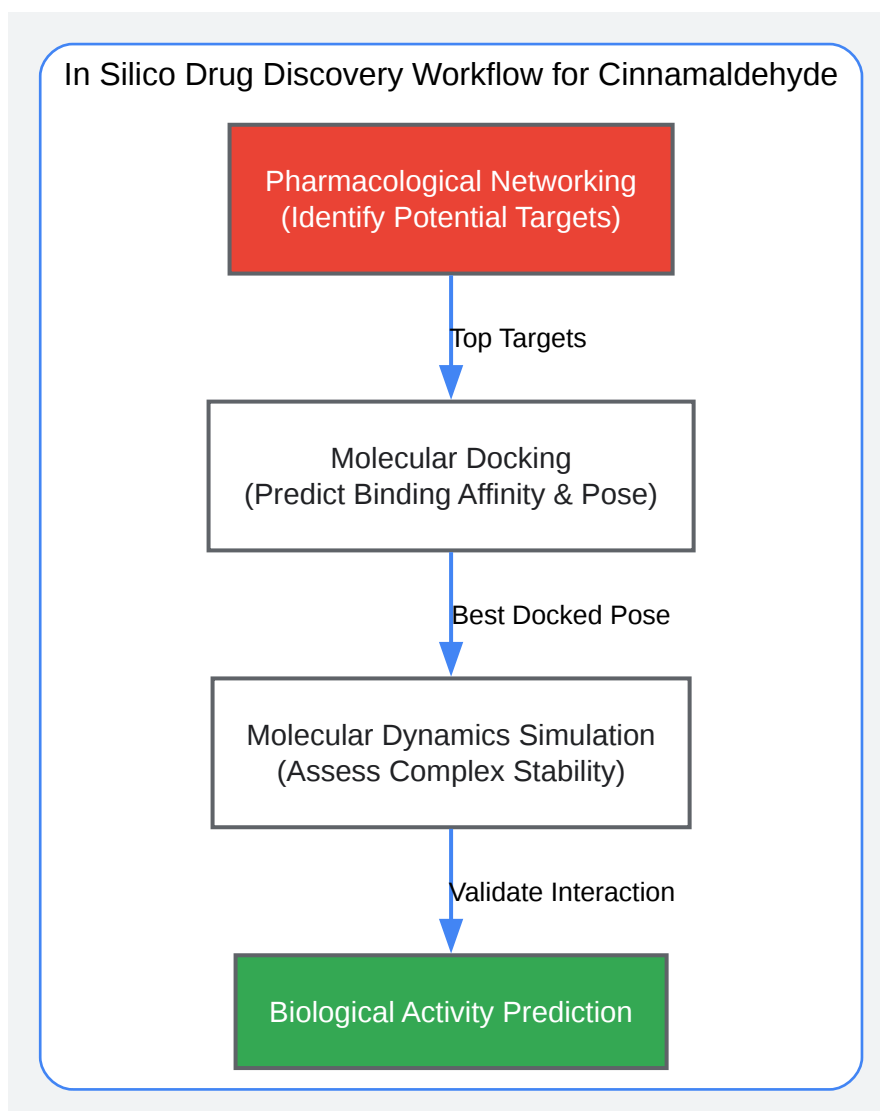 In Silico Drug Discovery Workflow for Cinnamaldehyde
Pharmacological Networking
(Identify Potential Targets)
Top Targets
Molecular Docking
(Predict Binding Affinity & Pose)
Best Docked Pose
Molecular Dynamics Simulation
(Assess Complex Stability)
Validate Interaction
Biological Activity Prediction